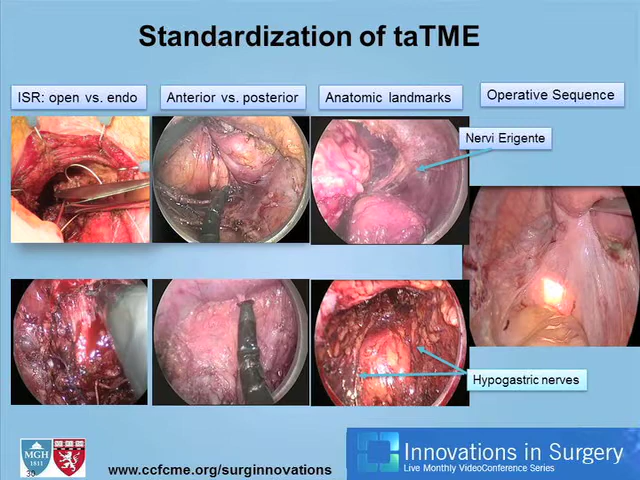 Standardization of taTME
ISR: open vs. endo
Anterior vs. posterior
Anatomic landmarks
Operative Sequence
Nervi Erigente
Hypogastric nerves
MGH
1811
30
www.ccfcme.org/surginnovations
Innovations in Surgery
Live Monthly VideoConference Series